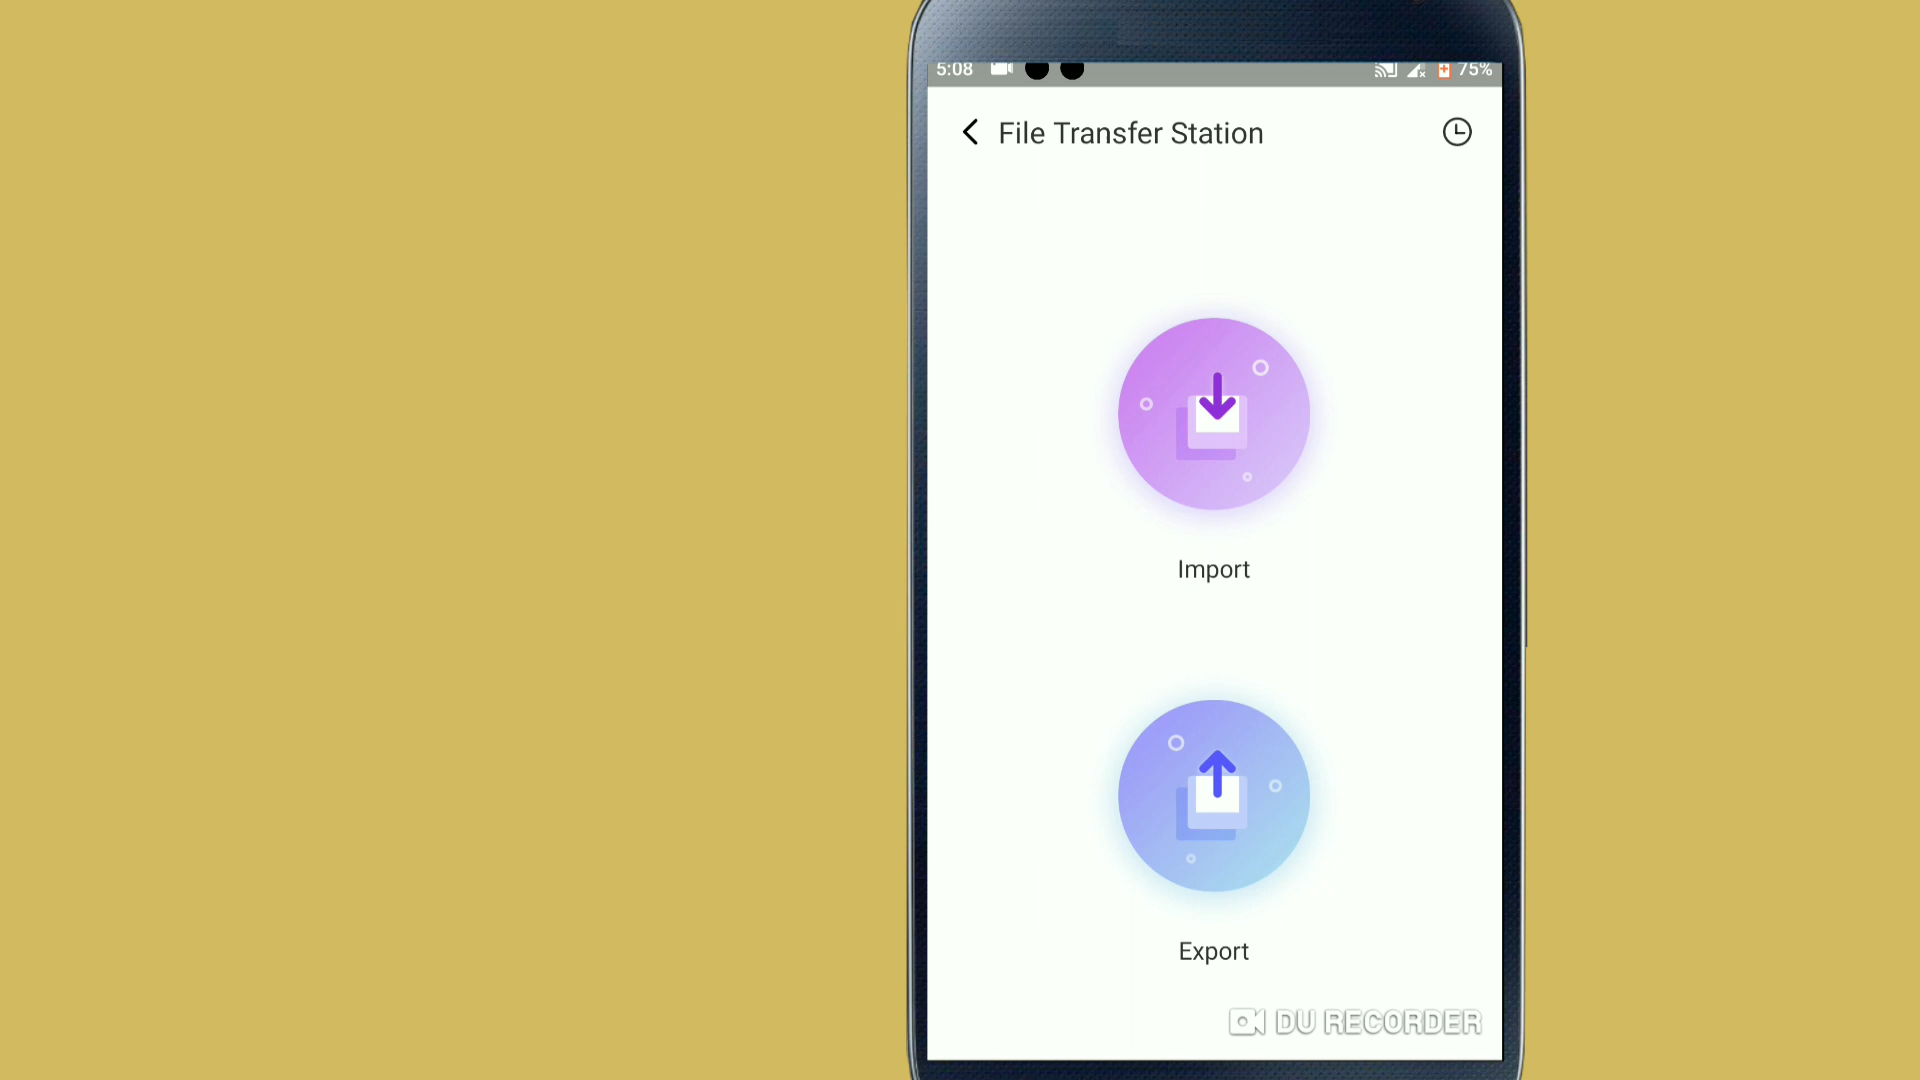 5:08 75%
File Transfer Station
Import
Export
DU RECORDER